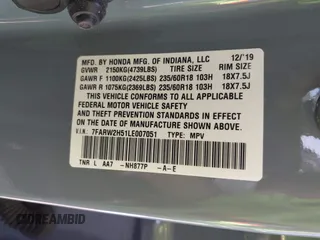 MFD. BY HONDA MFG. OF INDIANA, LLC 12/'19
GVWR 2150KG(4739LBS) TIRE SIZE RIM SIZE
GAWR F 1100KG(2425LBS) 235/60R18 103H 18X7.5J
GAWR R 1075KG(2369LBS) 235/60R18 103H 18X7.5J
THIS VEHICLE CONFORMS TO ALL APPLICABLE
FEDERAL MOTOR VEHICLE SAFETY
AND THEFT PREVENTION STANDARDS IN EFFECT ON
THE DATE OF MANUFACTURE SHOWN ABOVE.
V.I.N.: 7FARW2H51LE007051 TYPE: MPV
TNR L AA7 -NH877P -A-E
DREAMBID